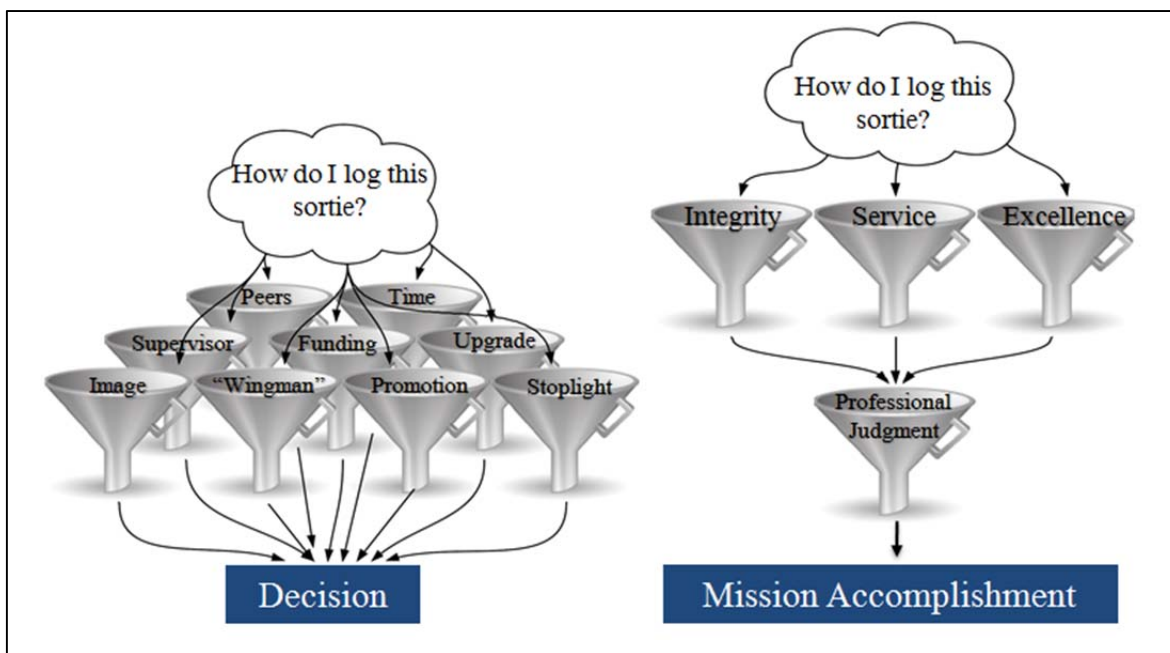 How do I log this
sortie?
Peers
Time
Supervisor
Funding
Upgrade
Image
“Wingman”
Promotion
Stoplight
Decision
How do I log this
sortie?
Integrity
Service
Excellence
Professional
Judgment
Mission Accomplishment